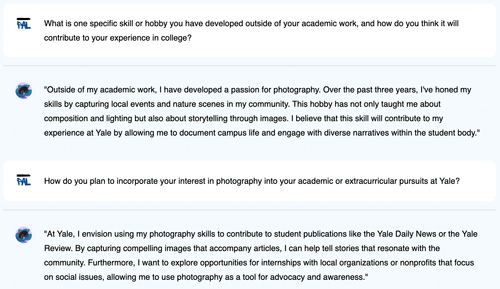 What is one specific skill or hobby you have developed outside of your academic work, and how do you think it will
contribute to your experience in college?
"Outside of my academic work, I have developed a passion for photography. Over the past three years, I've honed my
skills by capturing local events and nature scenes in my community. This hobby has not only taught me about
composition and lighting but also about storytelling through images. I believe that this skill will contribute to my
experience at Yale by allowing me to document campus life and engage with diverse narratives within the student body."
How do you plan to incorporate your interest in photography into your academic or extracurricular pursuits at Yale?
"At Yale, I envision using my photography skills to contribute to student publications like the Yale Daily News or the Yale
Review. By capturing compelling images that accompany articles, I can help tell stories that resonate with the
community. Furthermore, I want to explore opportunities for internships with local organizations or nonprofits that focus
on social issues, allowing me to use photography as a tool for advocacy and awareness."